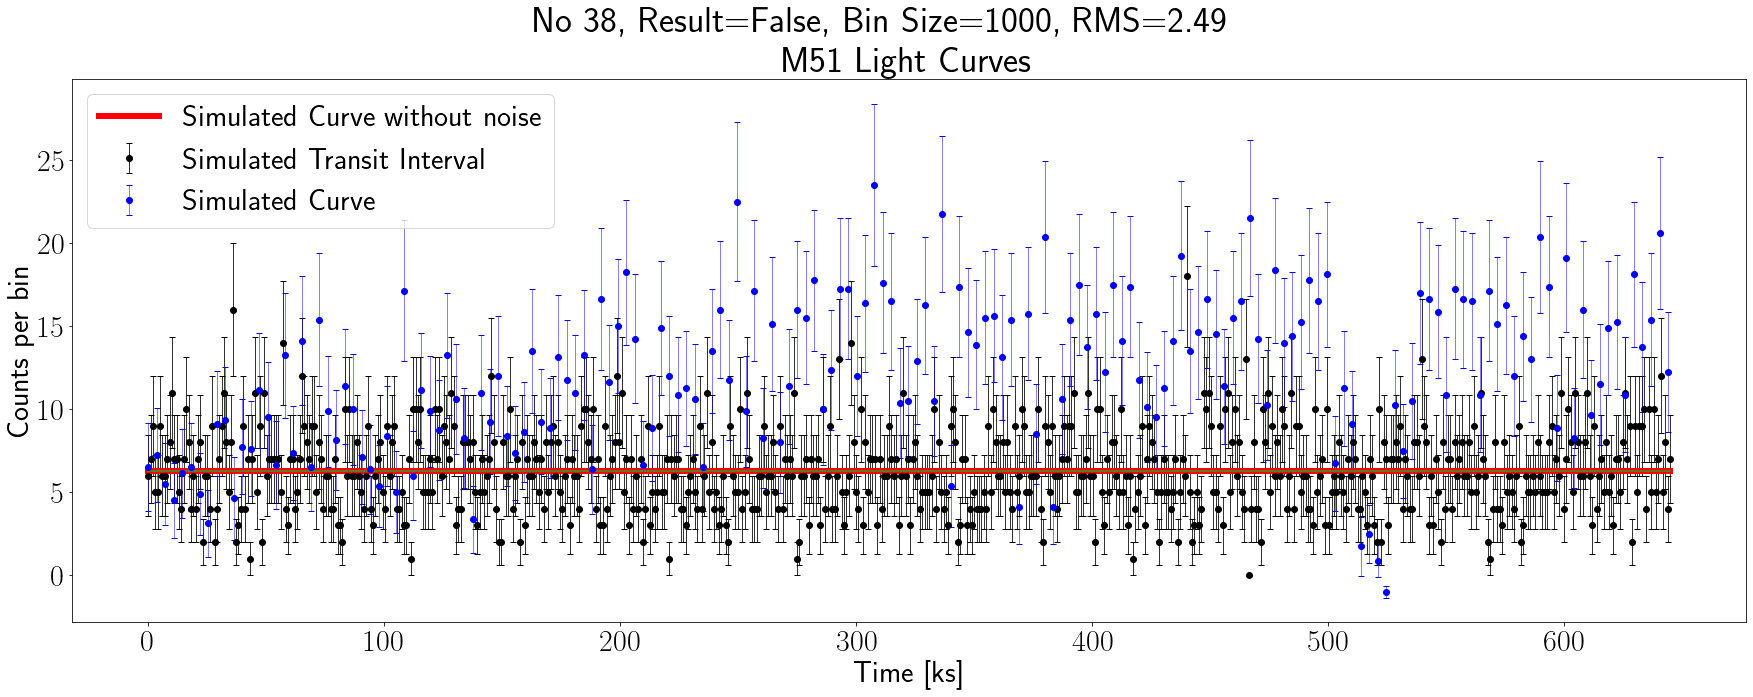 No 38, Result=False, Bin Size=1000, RMS=2.49
M51 Light Curves
Simulated Curve without noise
Simulated Transit Interval
Simulated Curve
Counts per bin
25
20
15
10
5
0
0 100 200 300 400 500 600
Time [ks]